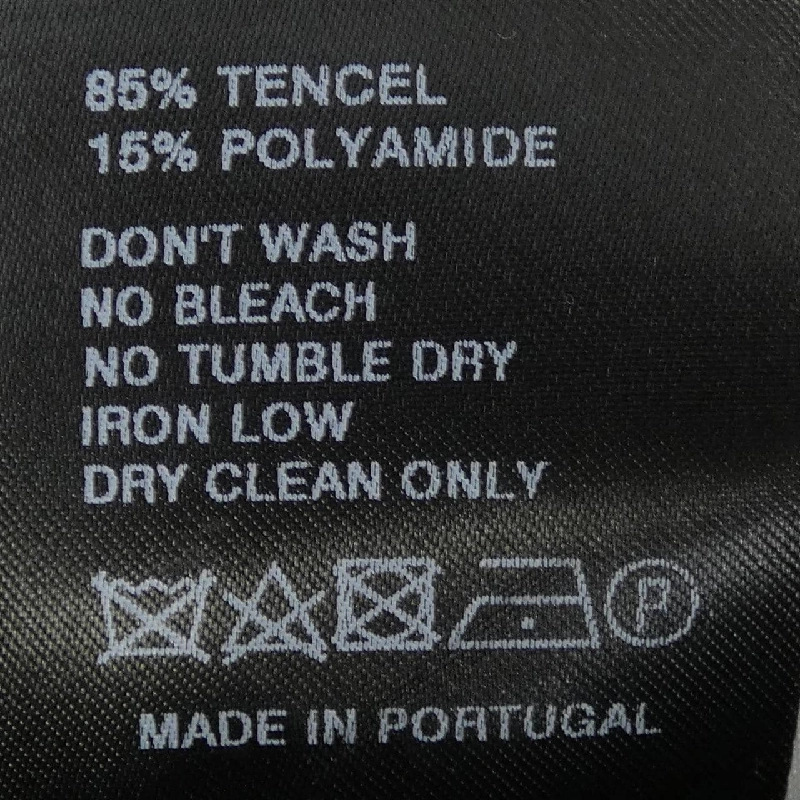 85% TENCEL
15% POLYAMIDE
DON'T WASH
NO BLEACH
NO TUMBLE DRY
IRON LOW
DRY CLEAN ONLY
P
MADE IN PORTUGAL